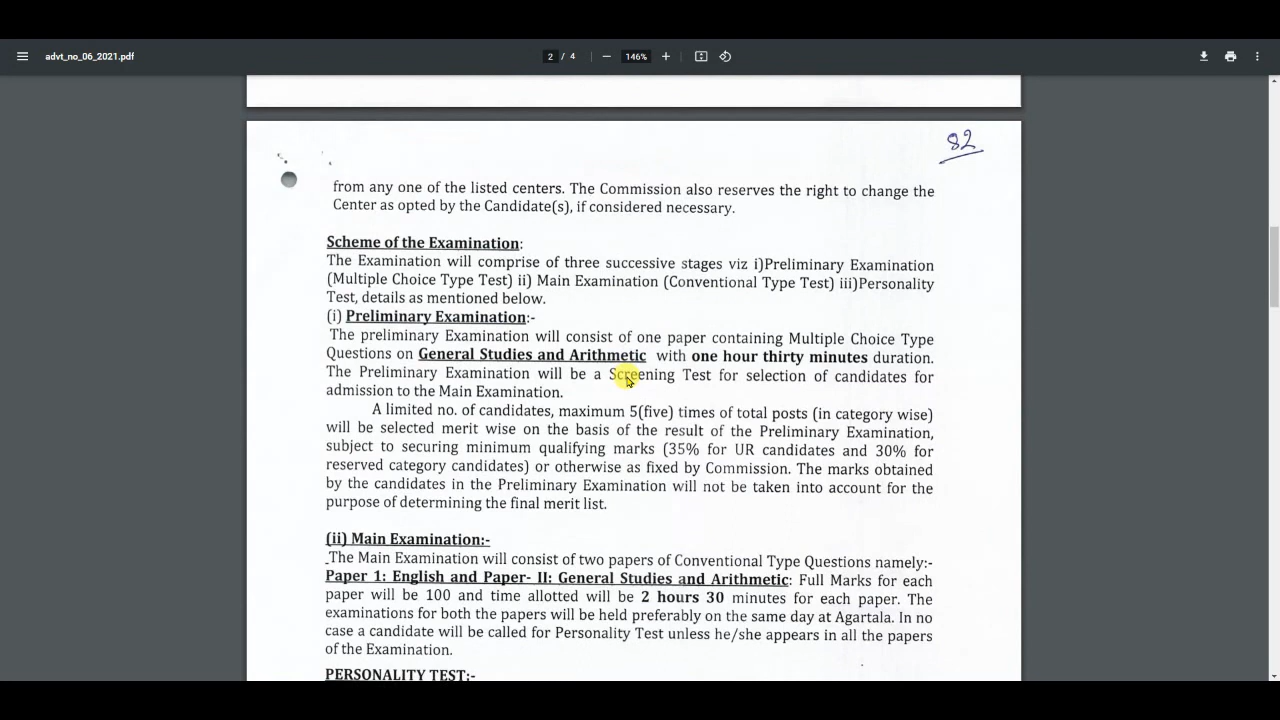 advt_no_06_2021.pdf
2 / 4
146%
82
from any one of the listed centers. The Commission also reserves the right to change the
Center as opted by the Candidate(s), if considered necessary.
Scheme of the Examination:
The Examination will comprise of three successive stages viz i)Preliminary Examination
(Multiple Choice Type Test) ii) Main Examination (Conventional Type Test) iii)Personality
Test, details as mentioned below.
(i) Preliminary Examination:-
The preliminary Examination will consist of one paper containing Multiple Choice Type
Questions on General Studies and Arithmetic with one hour thirty minutes duration.
The Preliminary Examination will be a Screening Test for selection of candidates for
admission to the Main Examination.
A limited no. of candidates, maximum 5(five) times of total posts (in category wise)
will be selected merit wise on the basis of the result of the Preliminary Examination,
subject to securing minimum qualifying marks (35% for UR candidates and 30% for
reserved category candidates) or otherwise as fixed by Commission. The marks obtained
by the candidates in the Preliminary Examination will not be taken into account for the
purpose of determining the final merit list.
(ii) Main Examination:-
The Main Examination will consist of two papers of Conventional Type Questions namely:-
Paper 1: English and Paper- II: General Studies and Arithmetic: Full Marks for each
paper will be 100 and time allotted will be 2 hours 30 minutes for each paper. The
examinations for both the papers will be held preferably on the same day at Agartala. In no
case a candidate will be called for Personality Test unless he/she appears in all the papers
of the Examination.
PERSONALITY TEST:-